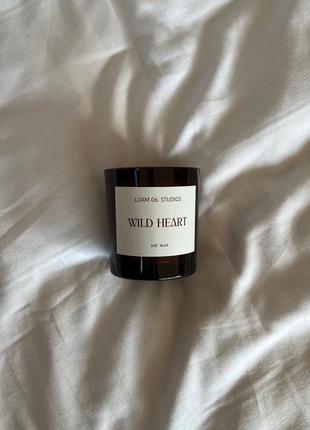 LOAM 06. STUDIOS
WILD HEART
SOY WAX